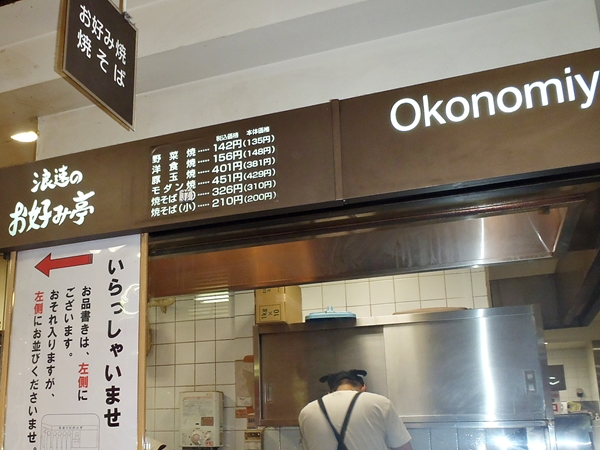 お好み焼
焼そば
Okonomiy
税込価格 本体価格
野菜焼‥‥‥142円(135円)
洋食焼‥‥‥156円(148円)
豚玉焼‥‥‥401円(381円)
モダン焼‥‥‥451円(429円)
焼そば‥‥‥326円(310円)
焼そば(小)‥‥‥210円(200円)
浪速の
お好み亭
いらっしゃいませ
お品書きは、左側に
ございます。
おそれ入りますが、
左側にお並びくださいませ。